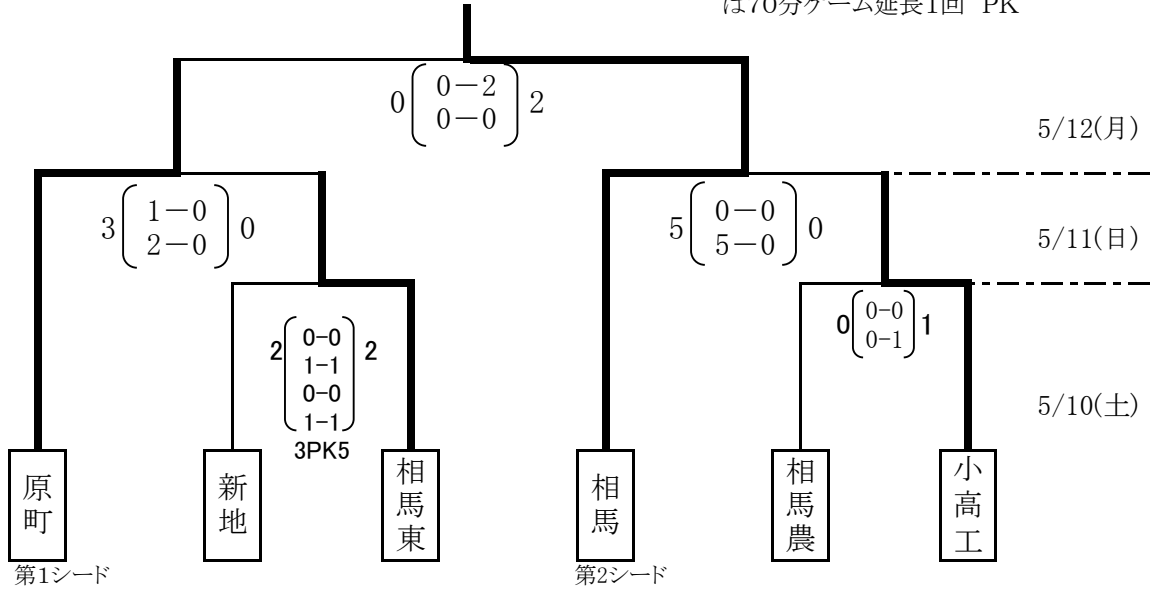 は70分ゲーム延長1回 PK
0 0−2 2
0−0
5/12(月)
3 1−0 0
2−0
5 0−0 0
5−0
5/11(日)
2 0-0 2
1-1
0-0
1-1
3PK5
0 0-0 1
0-1
5/10(土)
原町
新地
相馬東
相馬
相馬農
小高工
第1シード
第2シード